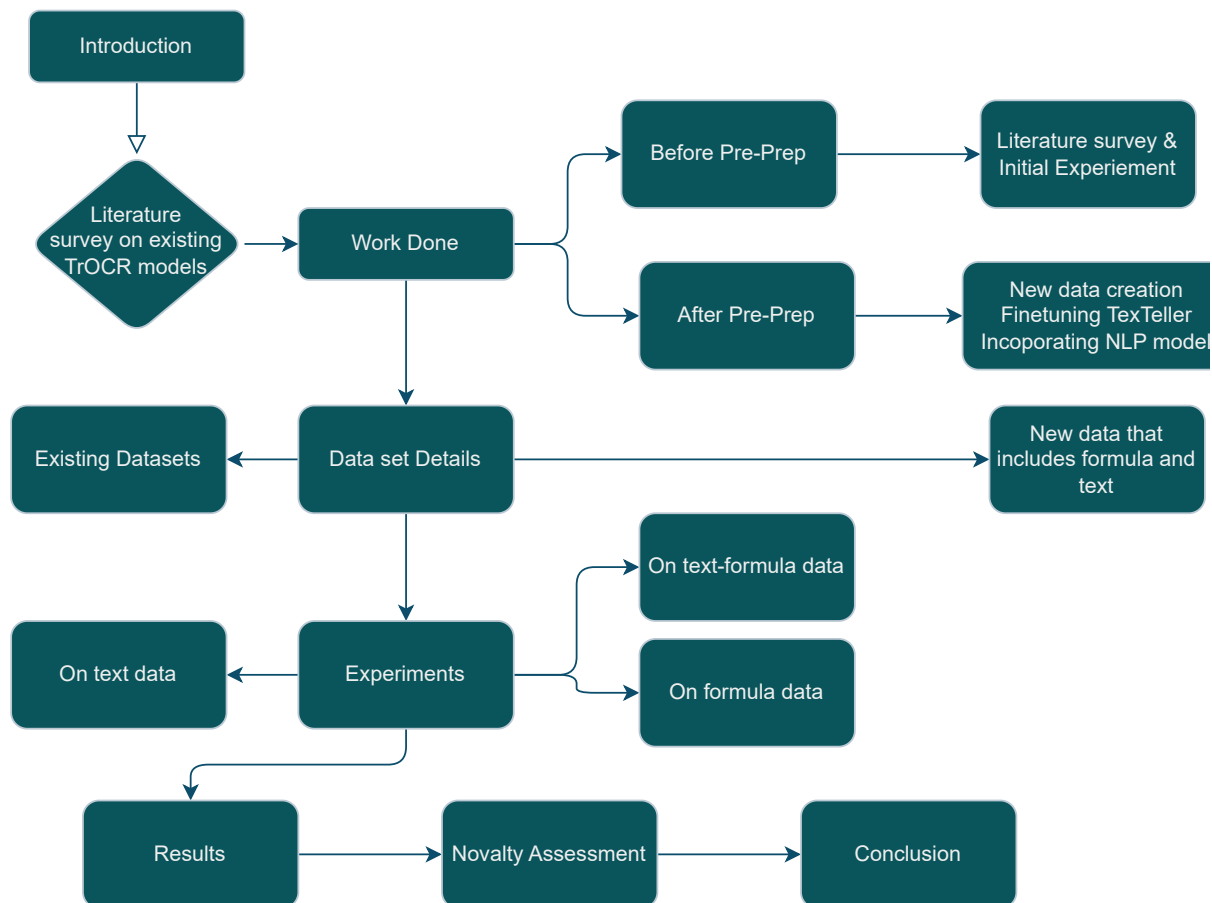 Introduction
Literature
survey on existing
TrOCR models
Work Done
Before Pre-Prep
Literature survey &
Initial Experiement
After Pre-Prep
New data creation
Finetuning TexTeller
Incoporating NLP model
Existing Datasets
Data set Details
New data that
includes formula and
text
On text-formula data
On text data
Experiments
On formula data
Results
Novalty Assessment
Conclusion